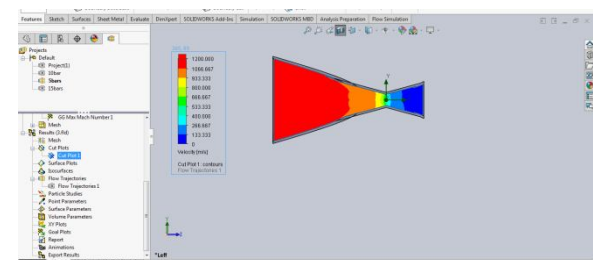 Features Sketch Surfaces Sheet Metal Evaluate DimXpert SOLIDWORKS Add-Ins Simulation SOLIDWORKS MBD Analysis Preparation Flow Simulation
Projects
Default
Project(1)
10bar
5bars
15bars
GG Max Mach Number 1
Mesh
Results (3.fld)
Mesh
Cut Plots
Cut Plot 1
Surface Plots
Isosurfaces
Flow Trajectories
Flow Trajectories 1
Particle Studies
Point Parameters
Surface Parameters
Volume Parameters
XY Plots
Goal Plots
Report
Animations
Export Results
1200.000
1066.667
933.333
800.000
666.667
533.333
400.000
266.667
133.333
0
Velocity [m/s]
Cut Plot 1: contours
Flow Trajectories 1
Y
Y
*Left